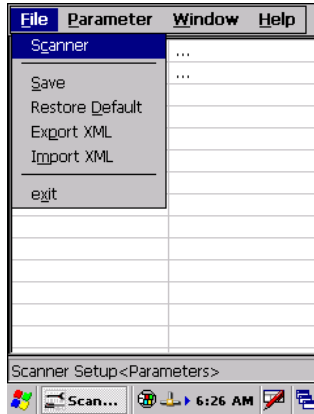 File Parameter Window Help
Scanner
...
...
Save
Restore Default
Export XML
Import XML
exit
Scanner Setup<Parameters>
Scan... 6:26 AM